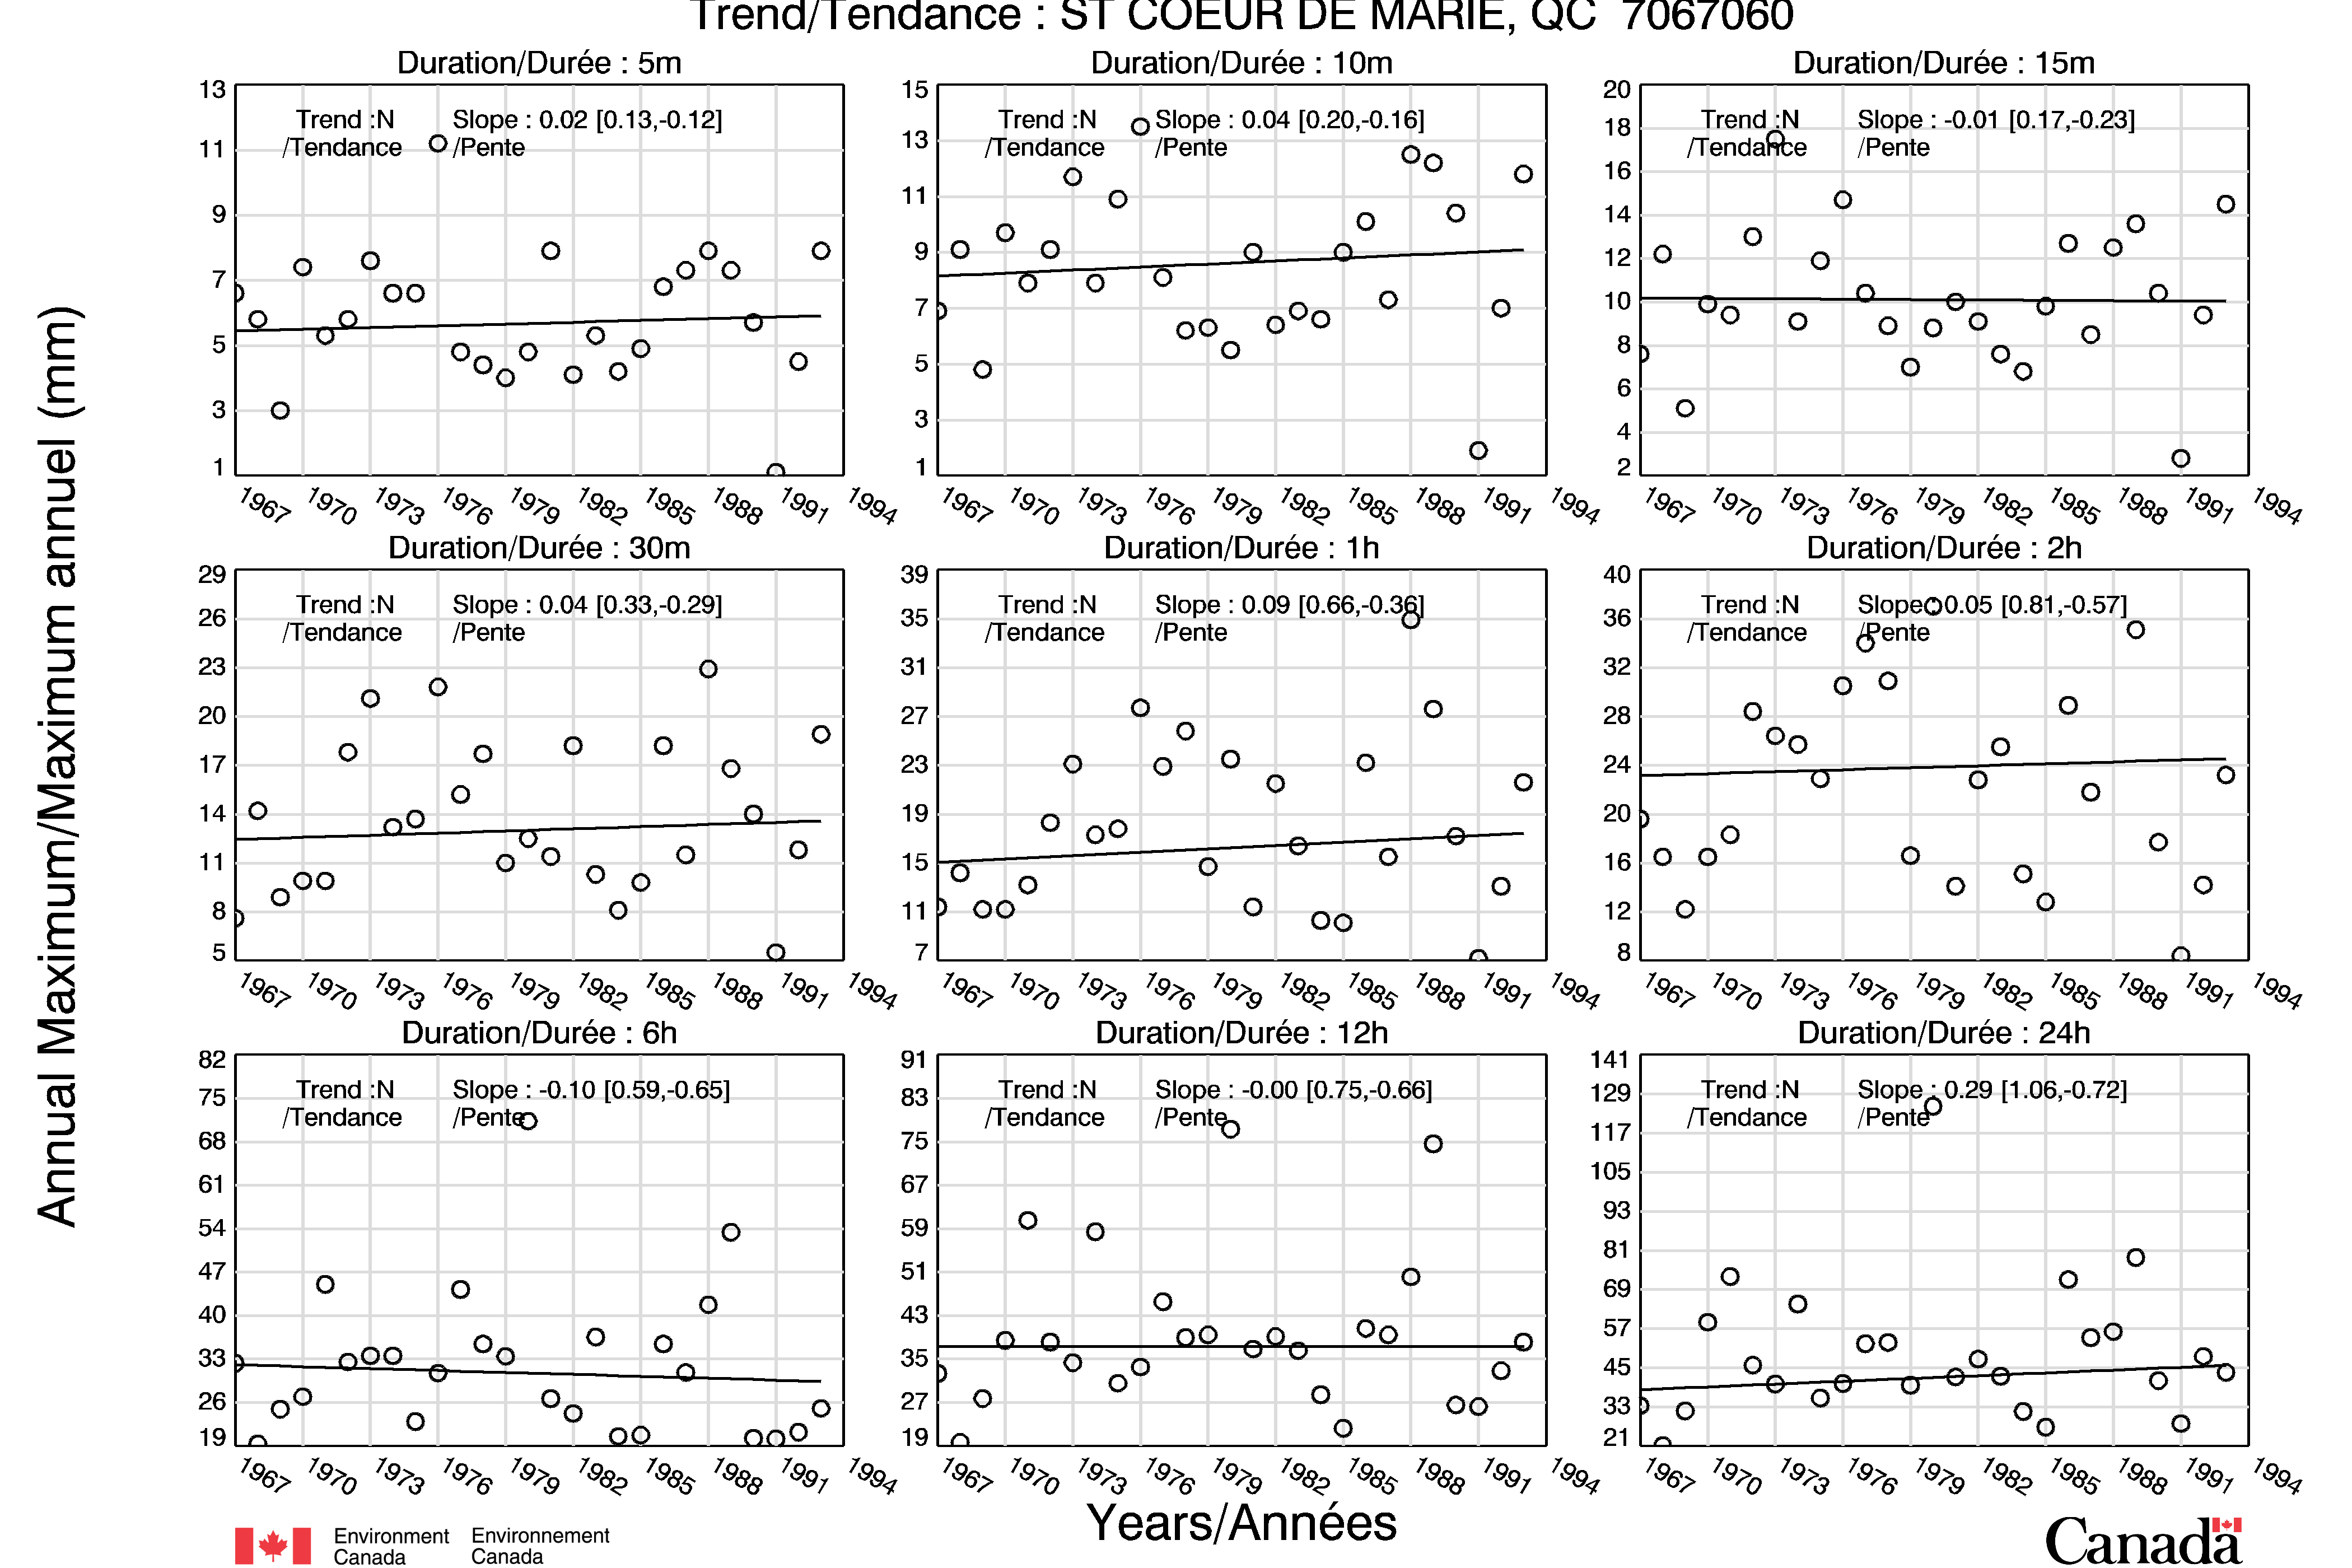 Trend/Tendance : ST COEUR DE MARIE, QC 7067060
Annual Maximum/Maximum annuel (mm)
Duration/Durée : 5m
Trend :N Slope : 0.02 [0.13,-0.12]
/Tendance /Pente
13
11
9
7
5
3
1
1967 1970 1973 1976 1979 1982 1985 1988 1991 1994
Duration/Durée : 10m
Trend :N Slope : 0.04 [0.20,-0.16]
/Tendance /Pente
15
13
11
9
7
5
3
1
1967 1970 1973 1976 1979 1982 1985 1988 1991 1994
Duration/Durée : 15m
Trend :N Slope : -0.01 [0.17,-0.23]
/Tendance /Pente
20
18
16
14
12
10
8
6
4
2
1967 1970 1973 1976 1979 1982 1985 1988 1991 1994
Duration/Durée : 30m
Trend :N Slope : 0.04 [0.33,-0.29]
/Tendance /Pente
29
26
23
20
17
14
11
8
5
1967 1970 1973 1976 1979 1982 1985 1988 1991 1994
Duration/Durée : 1h
Trend :N Slope : 0.09 [0.66,-0.36]
/Tendance /Pente
39
35
31
27
23
19
15
11
7
1967 1970 1973 1976 1979 1982 1985 1988 1991 1994
Duration/Durée : 2h
Trend :N Slope : 0.05 [0.81,-0.57]
/Tendance /Pente
40
36
32
28
24
20
16
12
8
1967 1970 1973 1976 1979 1982 1985 1988 1991 1994
Duration/Durée : 6h
Trend :N Slope : -0.10 [0.59,-0.65]
/Tendance /Pente
82
75
68
61
54
47
40
33
26
19
1967 1970 1973 1976 1979 1982 1985 1988 1991 1994
Duration/Durée : 12h
Trend :N Slope : -0.00 [0.75,-0.66]
/Tendance /Pente
91
83
75
67
59
51
43
35
27
19
1967 1970 1973 1976 1979 1982 1985 1988 1991 1994
Duration/Durée : 24h
Trend :N Slope : 0.29 [1.06,-0.72]
/Tendance /Pente
141
129
117
105
93
81
69
57
45
33
21
1967 1970 1973 1976 1979 1982 1985 1988 1991 1994
Years/Années
Environment Environnement
Canada Canada
Canada